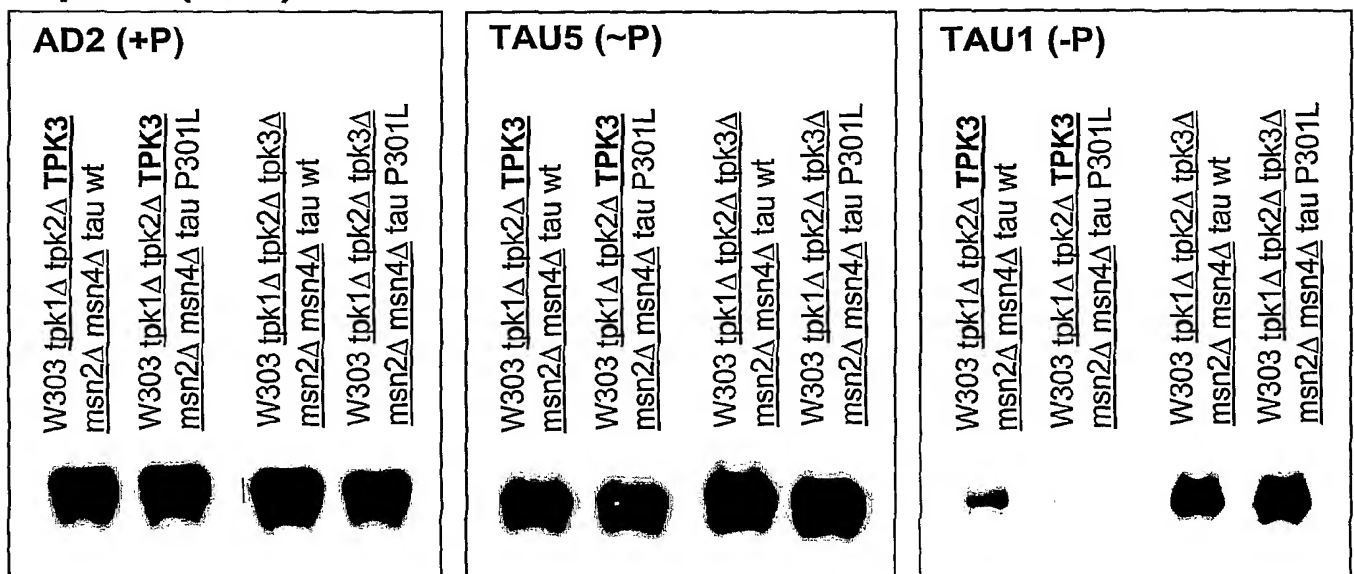 AD2 (+P)
W303 tpk1Δ tpk2Δ TPK3
msn2Δ msn4Δ tau wt
W303 tpk1Δ tpk2Δ TPK3
msn2Δ msn4Δ tau P301L
W303 tpk1Δ tpk2Δ tpk3Δ
msn2Δ msn4Δ tau wt
W303 tpk1Δ tpk2Δ tpk3Δ
msn2Δ msn4Δ tau P301L
TAU5 (~P)
W303 tpk1Δ tpk2Δ TPK3
msn2Δ msn4Δ tau wt
W303 tpk1Δ tpk2Δ TPK3
msn2Δ msn4Δ tau P301L
W303 tpk1Δ tpk2Δ tpk3Δ
msn2Δ msn4Δ tau wt
W303 tpk1Δ tpk2Δ tpk3Δ
msn2Δ msn4Δ tau P301L
TAU1 (-P)
W303 tpk1Δ tpk2Δ TPK3
msn2Δ msn4Δ tau wt
W303 tpk1Δ tpk2Δ TPK3
msn2Δ msn4Δ tau P301L
W303 tpk1Δ tpk2Δ tpk3Δ
msn2Δ msn4Δ tau wt
W303 tpk1Δ tpk2Δ tpk3Δ
msn2Δ msn4Δ tau P301L